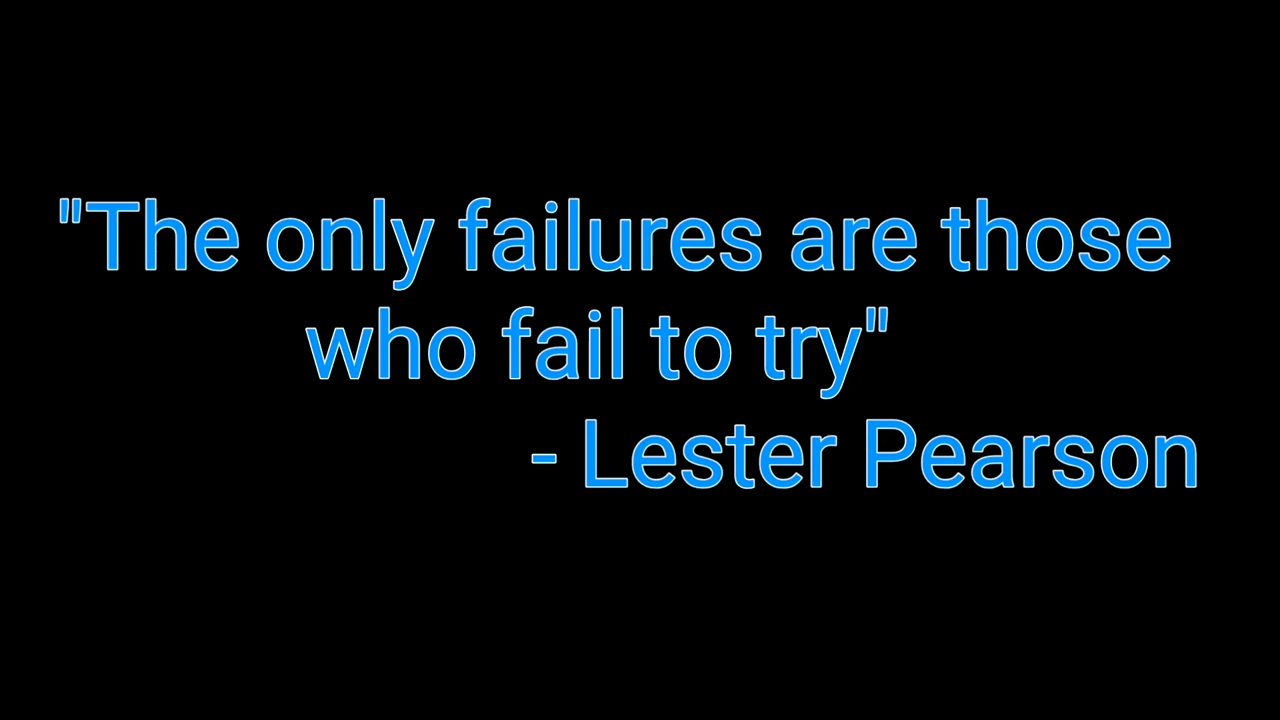 "The only failures are those
who fail to try"
- Lester Pearson